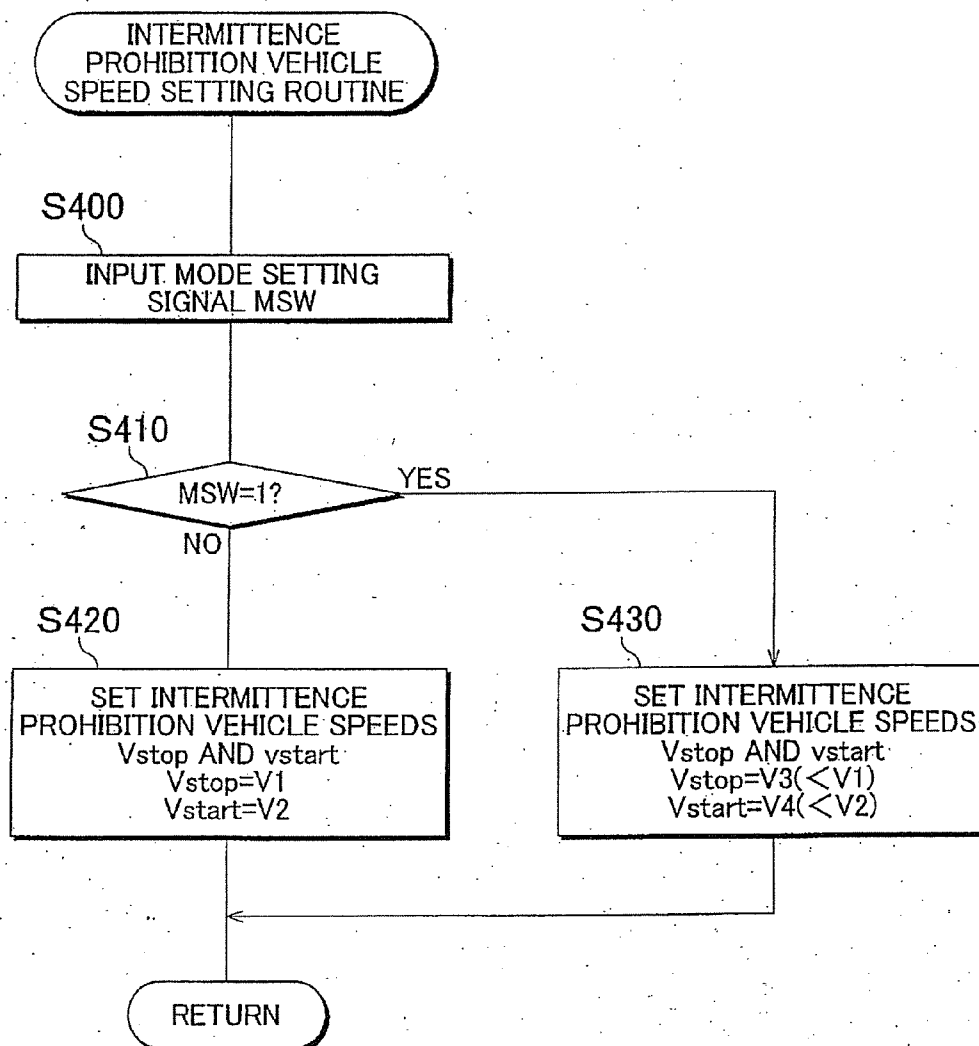 INTERMITTENCE
PROHIBITION VEHICLE
SPEED SETTING ROUTINE
S400
INPUT MODE SETTING
SIGNAL MSW
S410
MSW=1?
YES
NO
S420
SET INTERMITTENCE
PROHIBITION VEHICLE SPEEDS
Vstop AND vstart
Vstop=V1
Vstart=V2
S430
SET INTERMITTENCE
PROHIBITION VEHICLE SPEEDS
Vstop AND vstart
Vstop=V3(<V1)
Vstart=V4(<V2)
RETURN